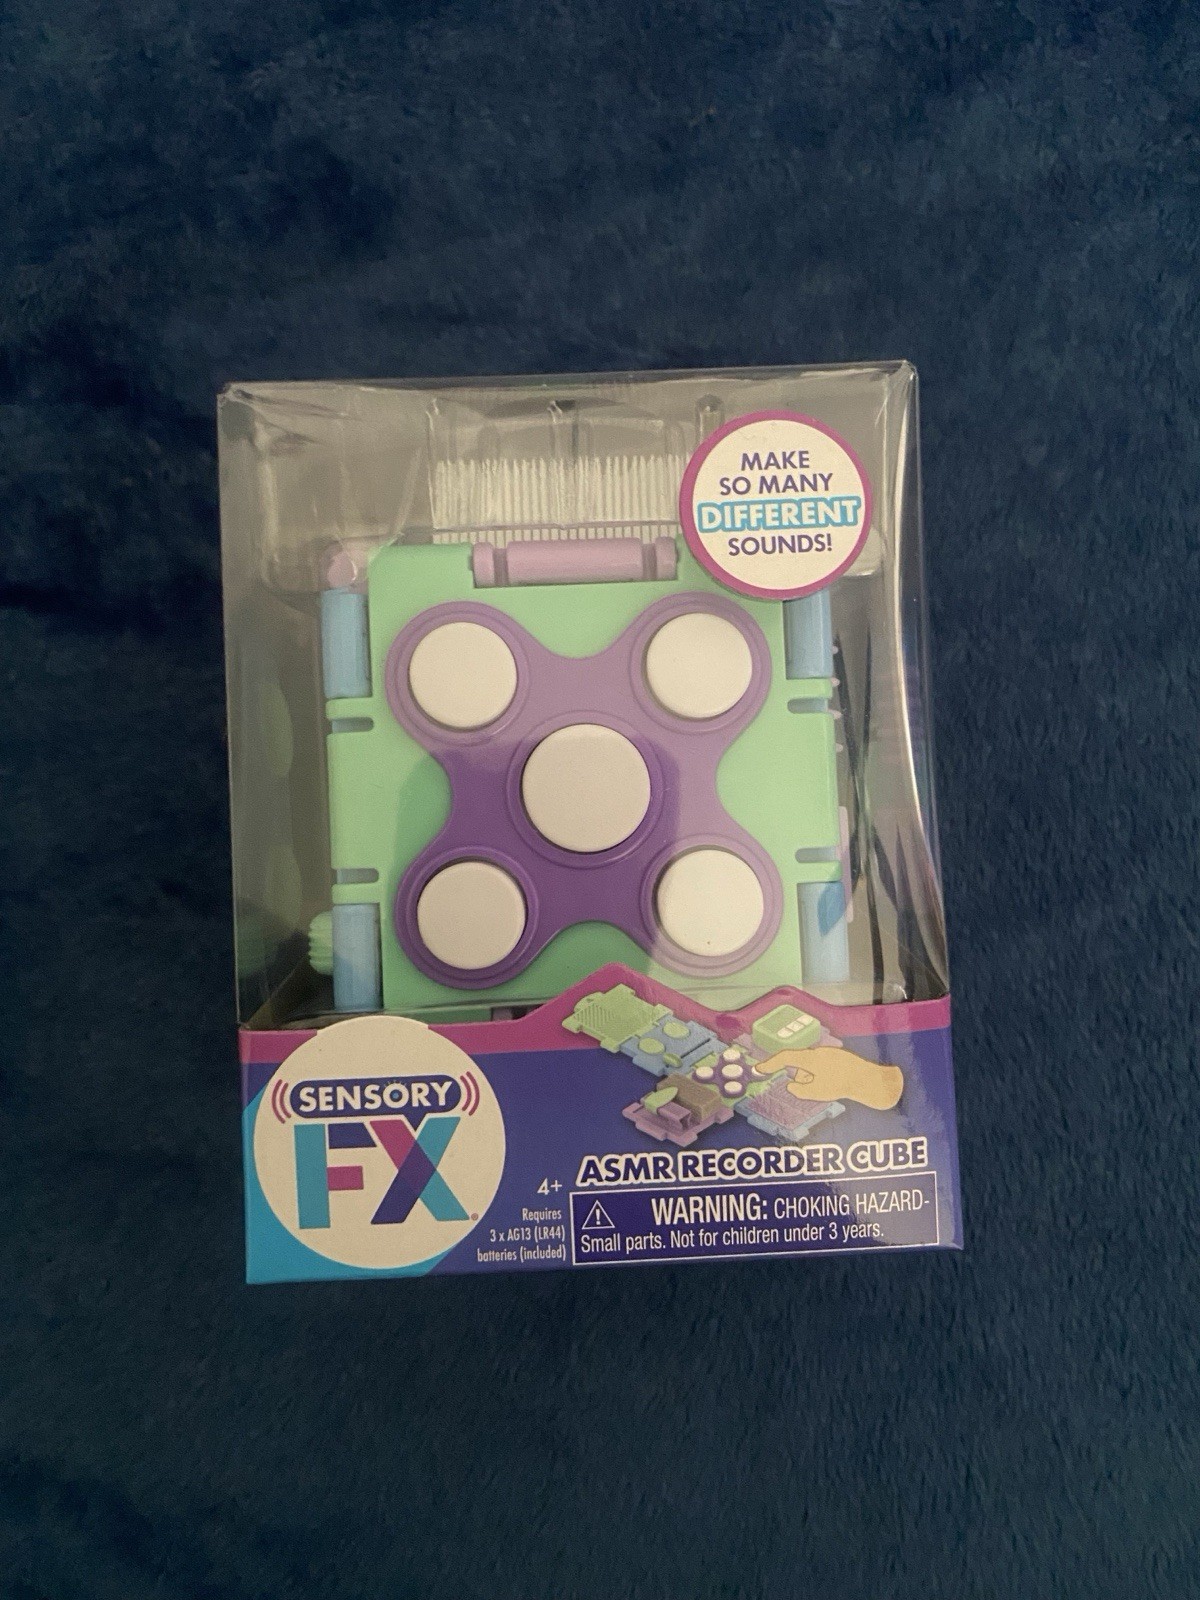 MAKE
SO MANY
DIFFERENT
SOUNDS!
SENSORY
FX
4+
Requires
3 x AG13 (LR44)
batteries (included)
ASMR RECORDER CUBE
WARNING: CHOKING HAZARD-
Small parts. Not for children under 3 years.